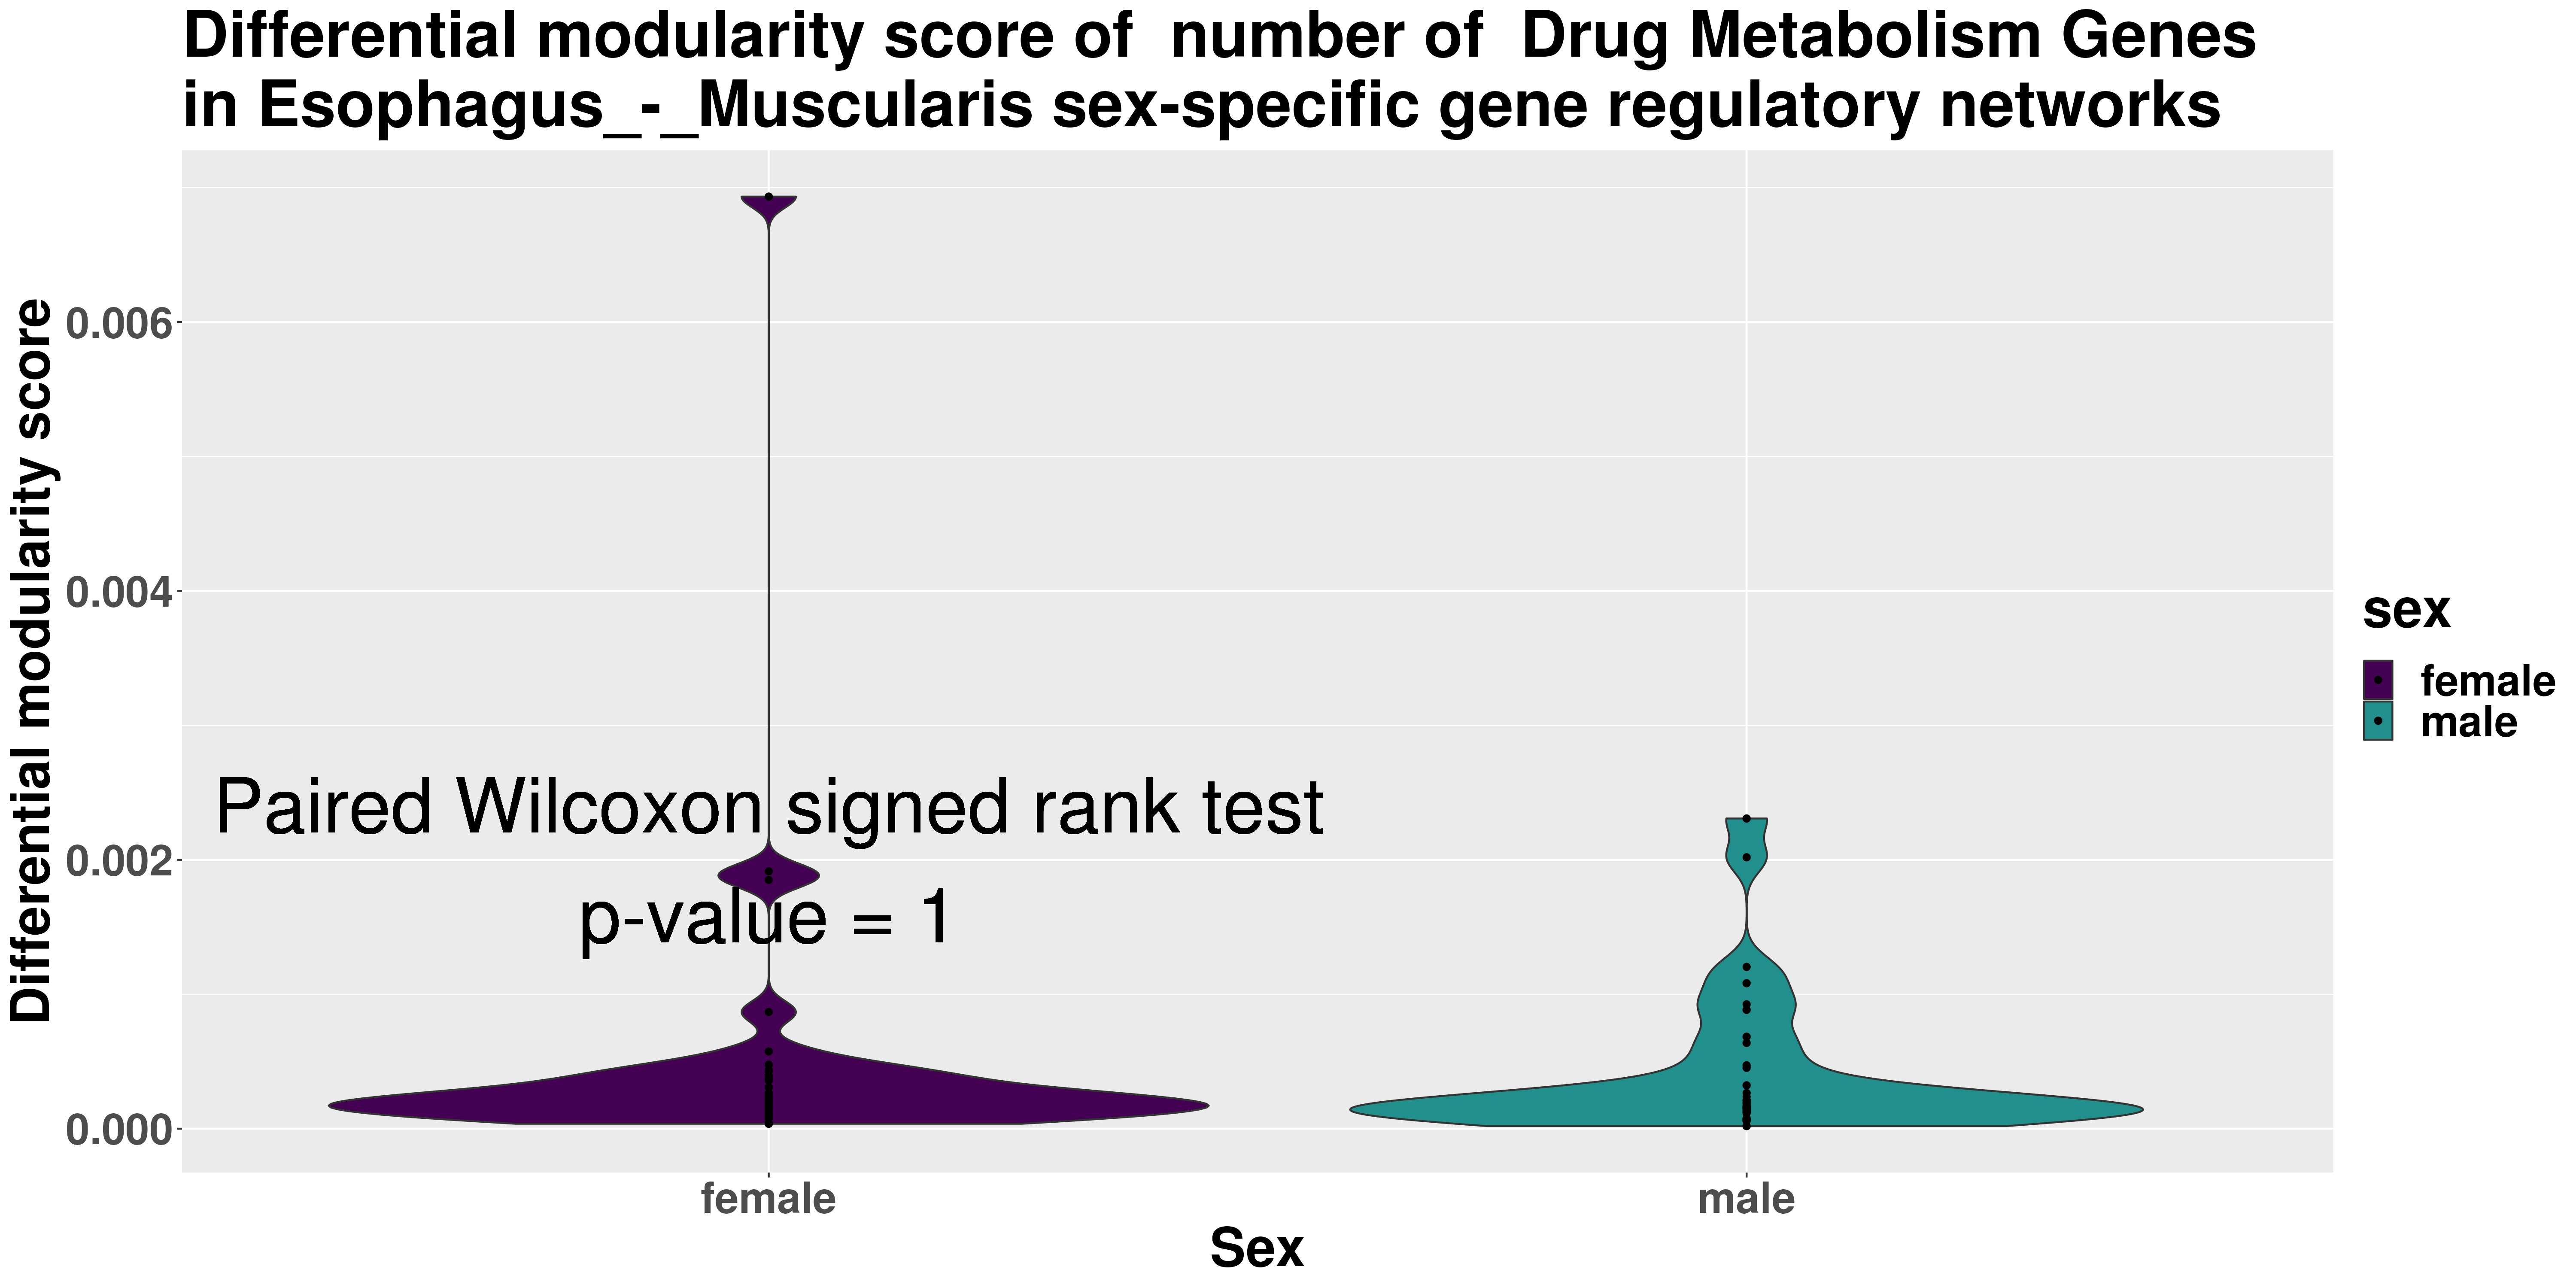 Differential modularity score of  number of  Drug Metabolism Genes
in Esophagus_-_Muscularis sex-specific gene regulatory networks
Differential modularity score
0.006
0.004
0.002
0.000
Paired Wilcoxon signed rank test
p-value = 1
female
male
Sex
sex
female
male